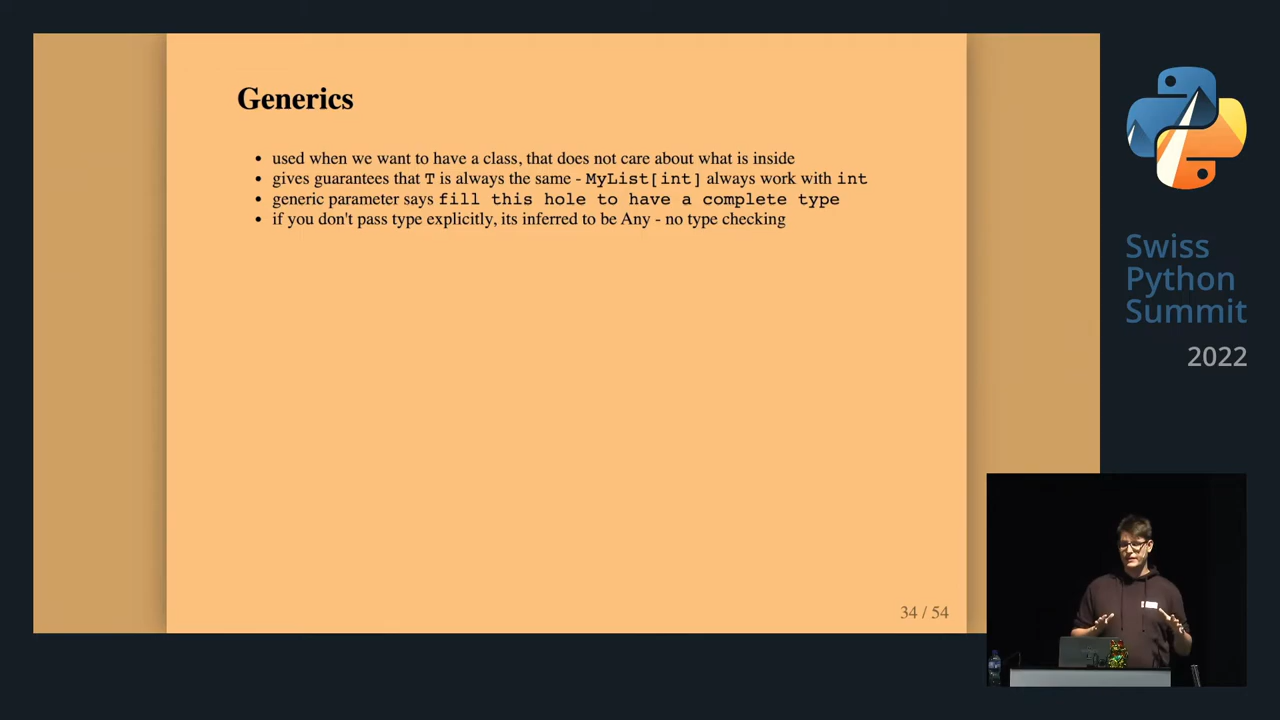 Generics
• used when we want to have a class, that does not care about what is inside
• gives guarantees that T is always the same - MyList[int] always work with int
• generic parameter says fill this hole to have a complete type
• if you don't pass type explicitly, its inferred to be Any - no type checking
34 / 54
Swiss
Python
Summit
2022